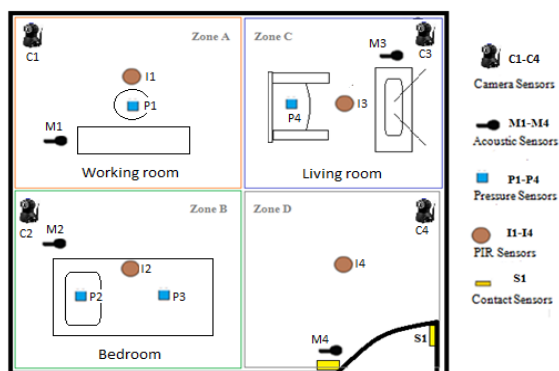 Zone A
Zone C
M3
C1
C3
I1
P1
P4
I3
M1
Working room
Living room
Zone B
Zone D
C2
M2
C4
I2
I4
P2
P3
M4
S1
Bedroom
C1-C4
Camera Sensors
M1-M4
Acoustic Sensors
P1-P4
Pressure Sensors
I1-I4
PIR Sensors
S1
Contact Sensors